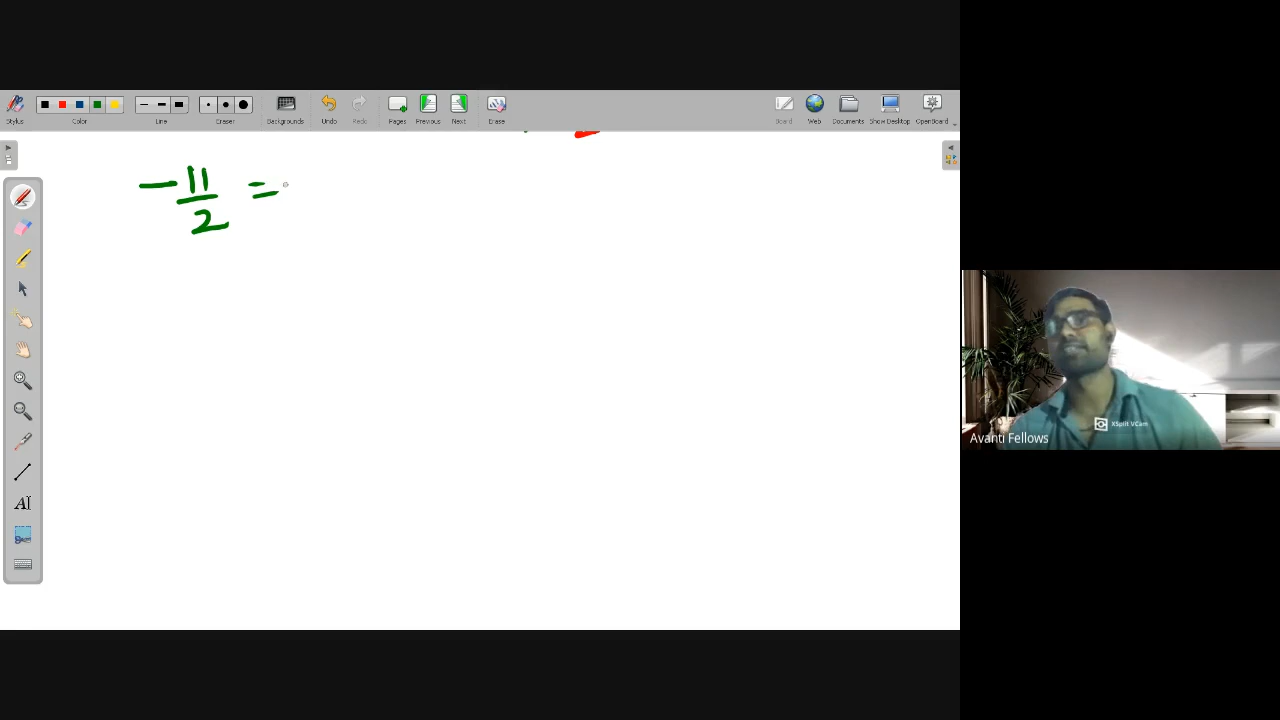 Stylus Color Line Eraser Backgrounds Undo Redo Pages Previous Next Erase Board Web Documents Show Desktop OpenBoard
-11/2 =
XSplit VCam
Avanti Fellows